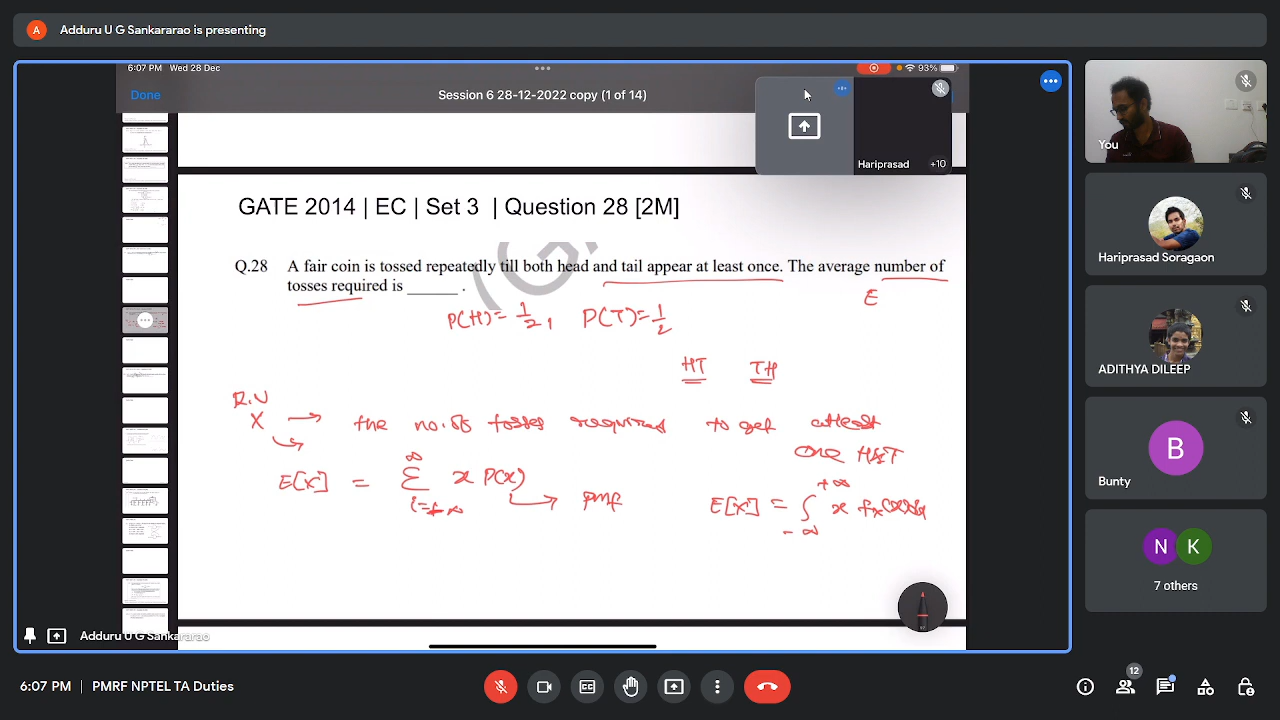 A
Adduru U G Sankararao is presenting
6:07 PM Wed 28 Dec
93%
Done
Session 6 28-12-2022 copy (1 of 14)
Hariprasad
+10
You
GATE 2014 | EC | Set 3 | Question 28 [2M]
Q.28 A fair coin is tossed repeatedly till both head and tail appear at least once. The average number of
tosses required is ______ .
E
P(H) = 1/2, P(T) = 1/2
HT TH
R.V
X → the no. of tosses required to get atleast
one H&T
E[X] = Σ x P(x)
∞
→ pmf
E[X] = ∫ x fx(x)dx
+∞
- ∞
Hariprasad Soragaon
ADITHYA DILEEP
B
Bunty
N K
7 others
Adduru U G Sankararao
6:07 PM | PMRF NPTEL TA Duties
12